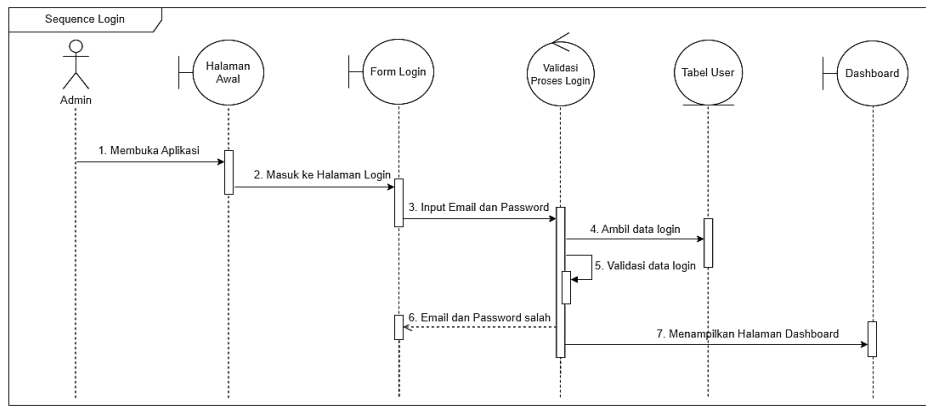 Sequence Login
Admin
Halaman
Awal
Form Login
Validasi
Proses Login
Tabel User
Dashboard
1. Membuka Aplikasi
2. Masuk ke Halaman Login
3. Input Email dan Password
4. Ambil data login
5. Validasi data login
6. Email dan Password salah
7. Menampilkan Halaman Dashboard